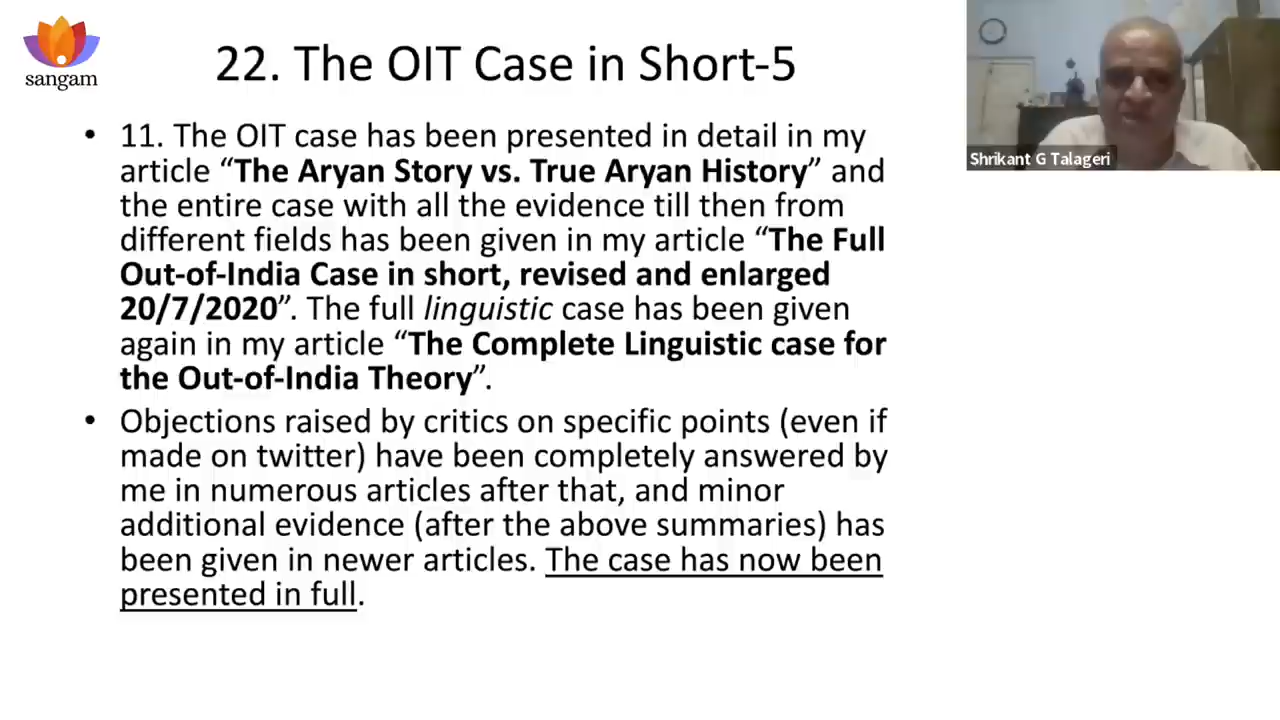 sangam
22. The OIT Case in Short-5
Shrikant G Talageri
• 11. The OIT case has been presented in detail in my
article “The Aryan Story vs. True Aryan History” and
the entire case with all the evidence till then from
different fields has been given in my article “The Full
Out-of-India Case in short, revised and enlarged
20/7/2020”. The full linguistic case has been given
again in my article “The Complete Linguistic case for
the Out-of-India Theory”.
• Objections raised by critics on specific points (even if
made on twitter) have been completely answered by
me in numerous articles after that, and minor
additional evidence (after the above summaries) has
been given in newer articles. The case has now been
presented in full.